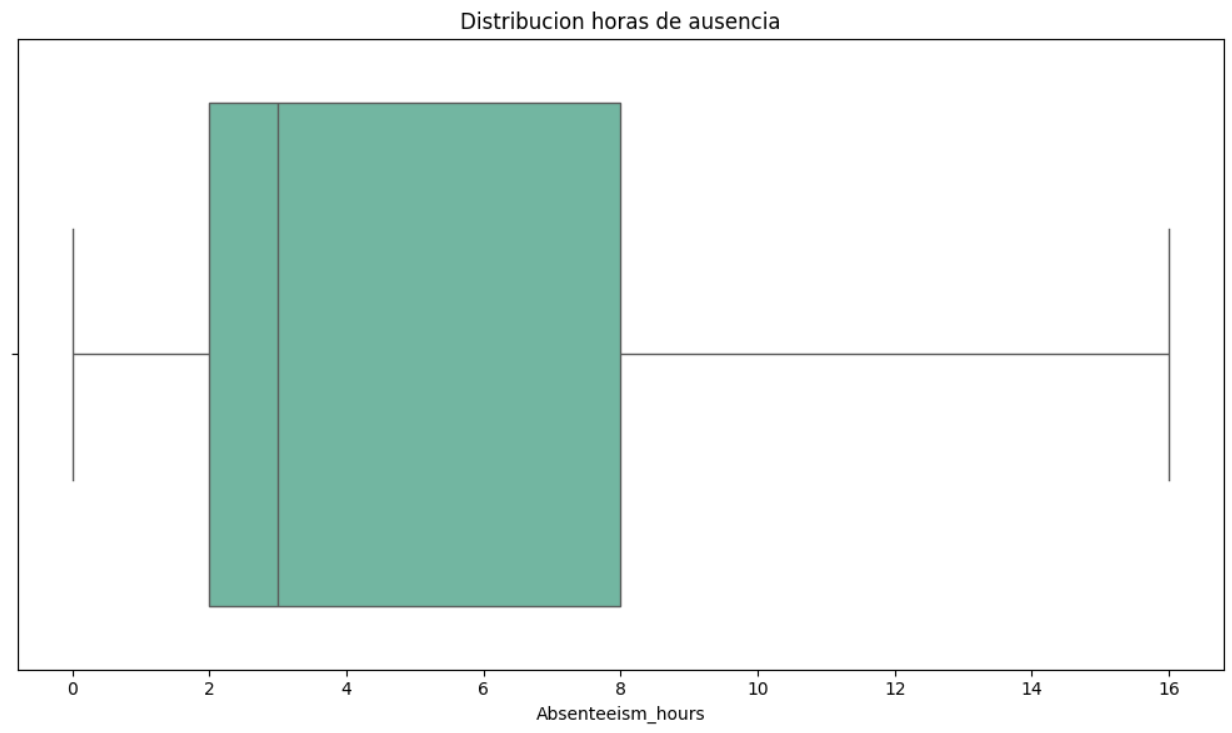 Distribucion horas de ausencia
0 2 4 6 8 10 12 14 16
Absenteeism_hours